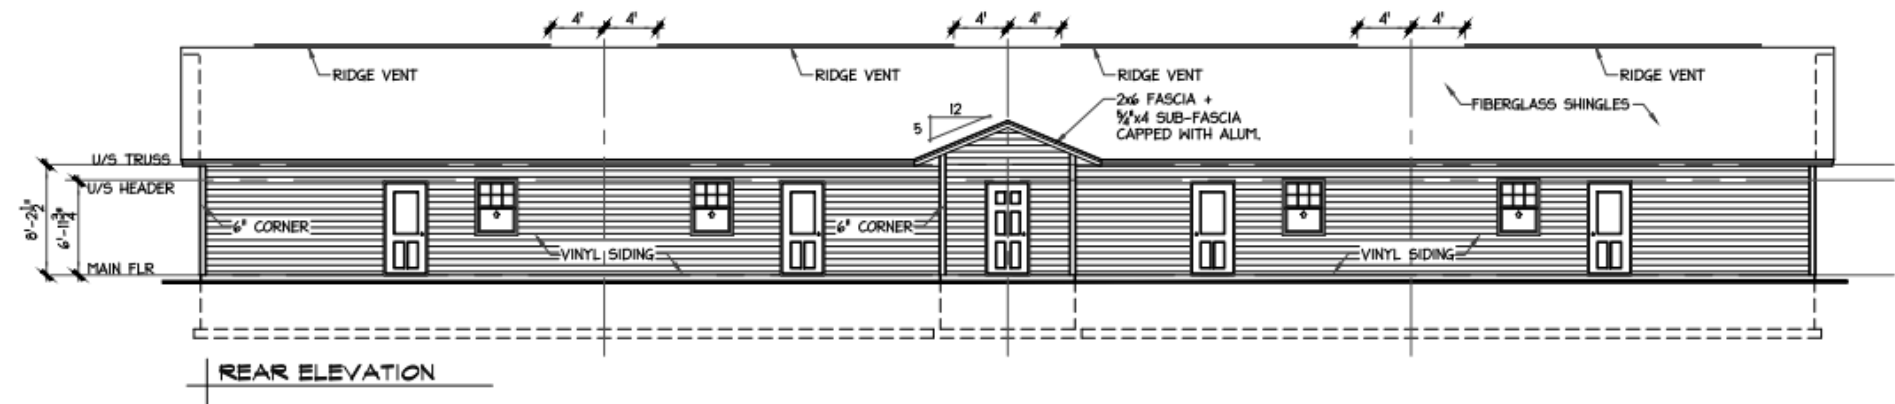 4' 4' 4' 4' 4' 4'
RIDGE VENT RIDGE VENT RIDGE VENT RIDGE VENT
12
5
2x6 FASCIA +
5/4"x4 SUB-FASCIA
CAPPED WITH ALUM.
FIBERGLASS SHINGLES
U/S TRUSS
U/S HEADER
8'-2 1/2"
6'-11 3/4"
6" CORNER 6" CORNER
VINYL SIDING VINYL SIDING
MAIN FLR
REAR ELEVATION